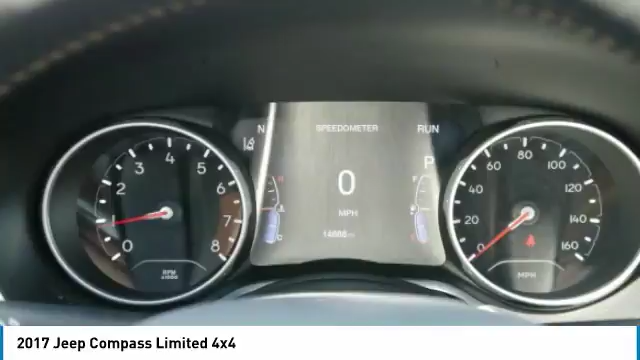 N SPEEDOMETER RUN
P
0
MPH
0 1 2 3 4 5 6 7 8
RPM
H
C
F
0 20 40 60 80 100 120 140 160
MPH
2017 Jeep Compass Limited 4x4